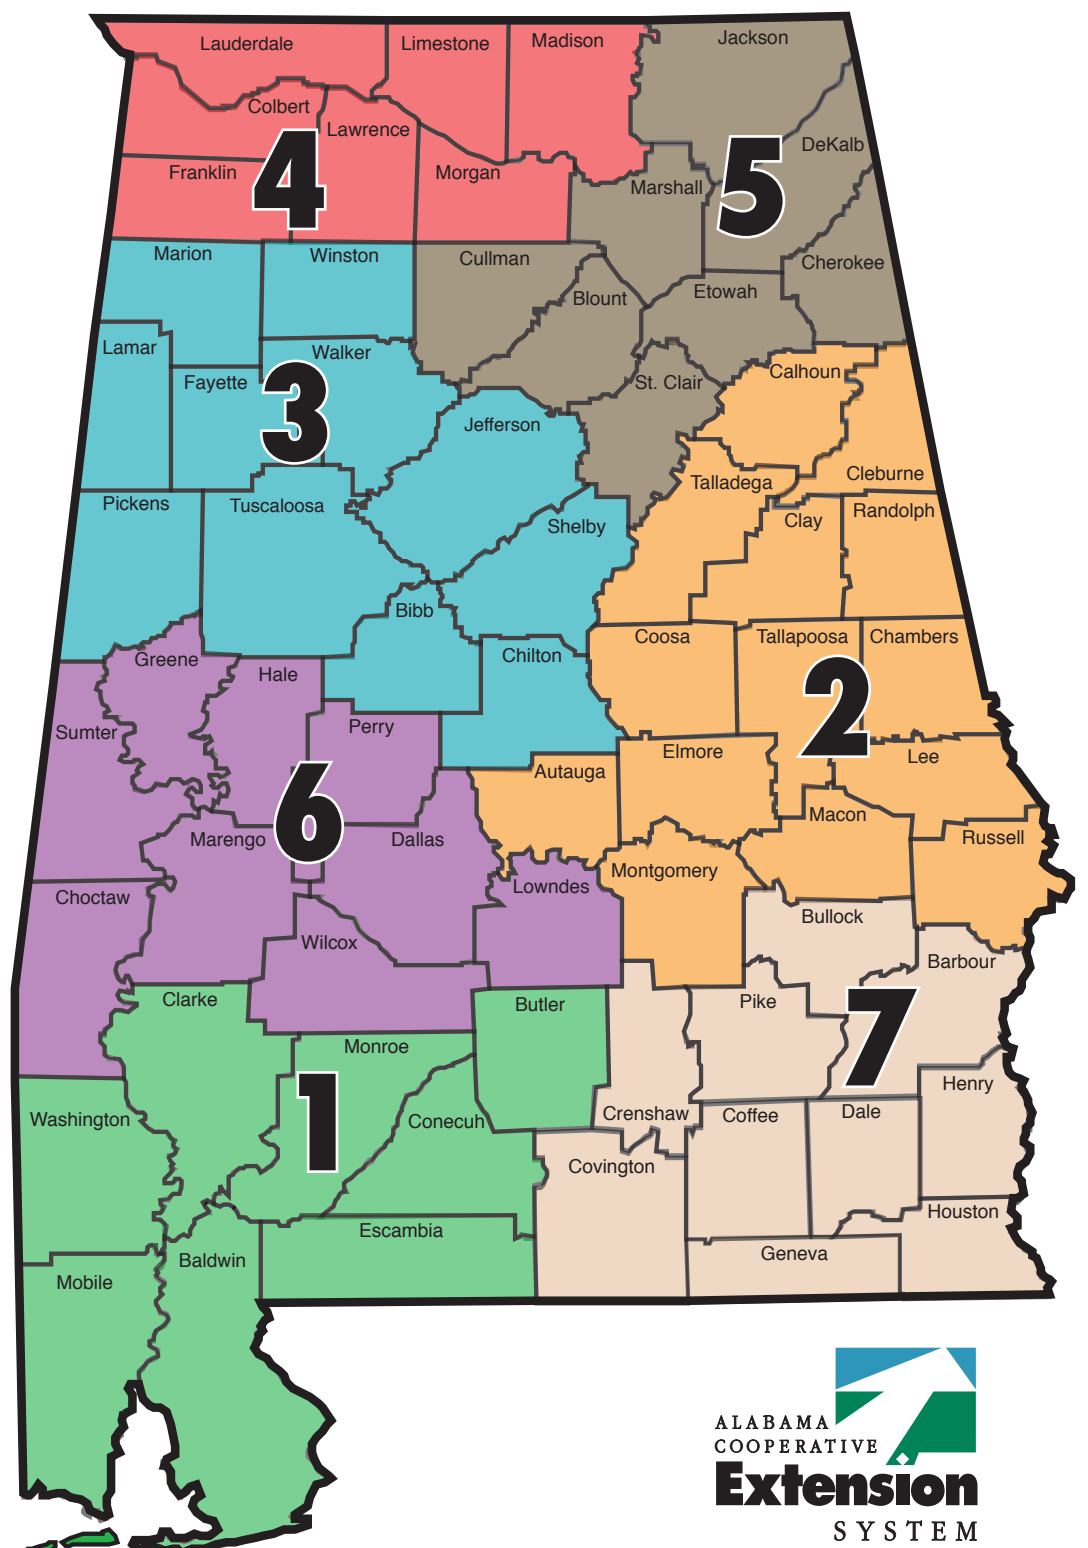 Lauderdale
Limestone
Madison
Jackson
Colbert
Lawrence
DeKalb
4
5
Franklin
Morgan
Marshall
Marion
Winston
Cullman
Cherokee
Blount
Etowah
Lamar
Walker
Fayette
St. Clair
Calhoun
3
Jefferson
Cleburne
Talladega
Pickens
Tuscaloosa
Shelby
Clay
Randolph
Bibb
Coosa
Tallapoosa
Chambers
Greene
Chilton
Hale
2
Sumter
Perry
Elmore
Lee
Autauga
6
Macon
Marengo
Dallas
Russell
Montgomery
Lowndes
Choctaw
Bullock
Wilcox
Barbour
Clarke
Butler
Pike
7
Monroe
Henry
Washington
1
Conecuh
Crenshaw
Coffee
Dale
Covington
Houston
Escambia
Baldwin
Geneva
Mobile
ALABAMA
COOPERATIVE
Extension
SYSTEM